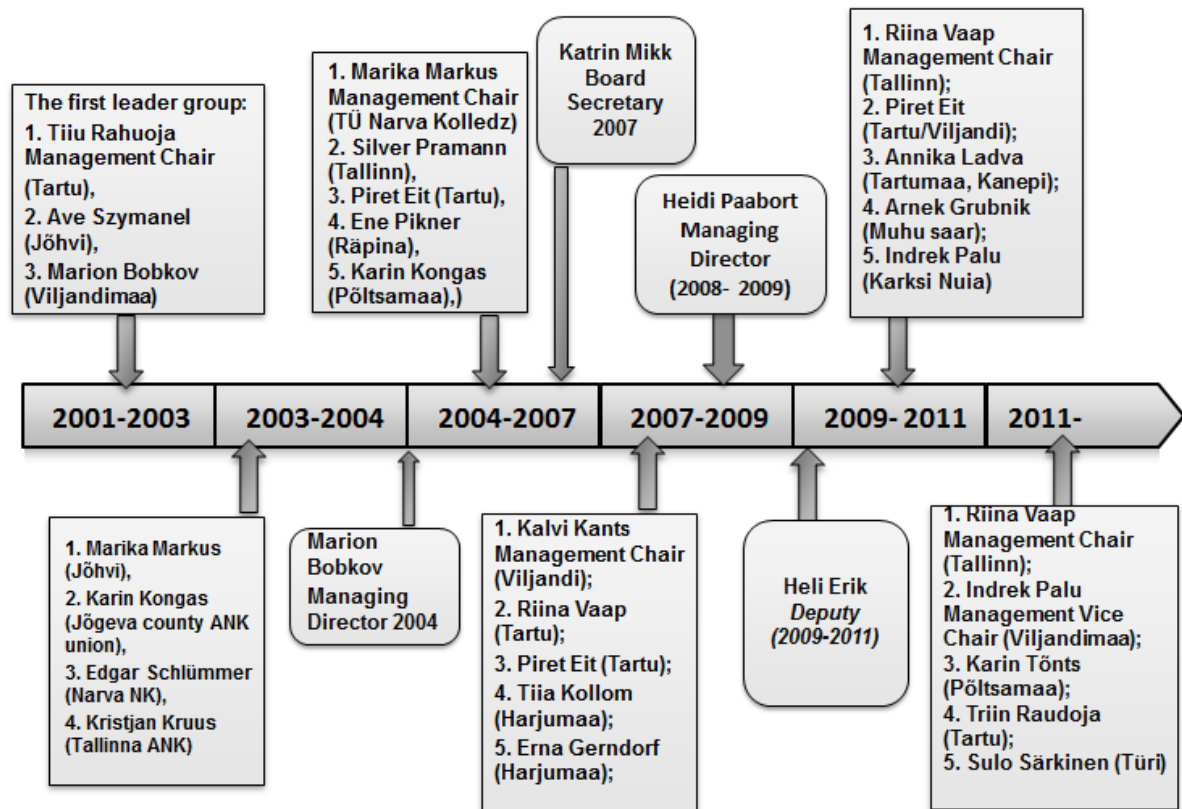 The first leader group:
1. Tiiu Rahuoja
Management Chair
(Tartu),
2. Ave Szymanel
(Jõhvi),
3. Marion Bobkov
(Viljandimaa)
1. Marika Markus
Management Chair
(TÜ Narva Kolledz)
2. Silver Pramann
(Tallinn),
3. Piret Eit (Tartu),
4. Ene Pikner
(Räpina),
5. Karin Kongas
(Põltsamaa),)
Katrin Mikk
Board
Secretary
2007
Heidi Paabort
Managing
Director
(2008- 2009)
1. Riina Vaap
Management Chair
(Tallinn);
2. Piret Eit
(Tartu/Viljandi);
3. Annika Ladva
(Tartumaa, Kanepi);
4. Arnek Grubnik
(Muhu saar);
5. Indrek Palu
(Karksi Nuia)
2001-2003
2003-2004
2004-2007
2007-2009
2009- 2011
2011-
1. Marika Markus
(Jõhvi),
2. Karin Kongas
(Jõgeva county ANK
union),
3. Edgar Schlümmer
(Narva NK),
4. Kristjan Kruus
(Tallinna ANK)
Marion
Bobkov
Managing
Director 2004
1. Kalvi Kants
Management Chair
(Viljandi);
2. Riina Vaap
(Tartu);
3. Piret Eit (Tartu);
4. Tiia Kollom
(Harjumaa);
5. Erna Gerndorf
(Harjumaa);
Heli Erik
Deputy
(2009-2011)
1. Riina Vaap
Management Chair
(Tallinn);
2. Indrek Palu
Management Vice
Chair (Viljandimaa);
3. Karin Tõnts
(Põltsamaa);
4. Triin Raudoja
(Tartu);
5. Sulo Särkinen (Türi)